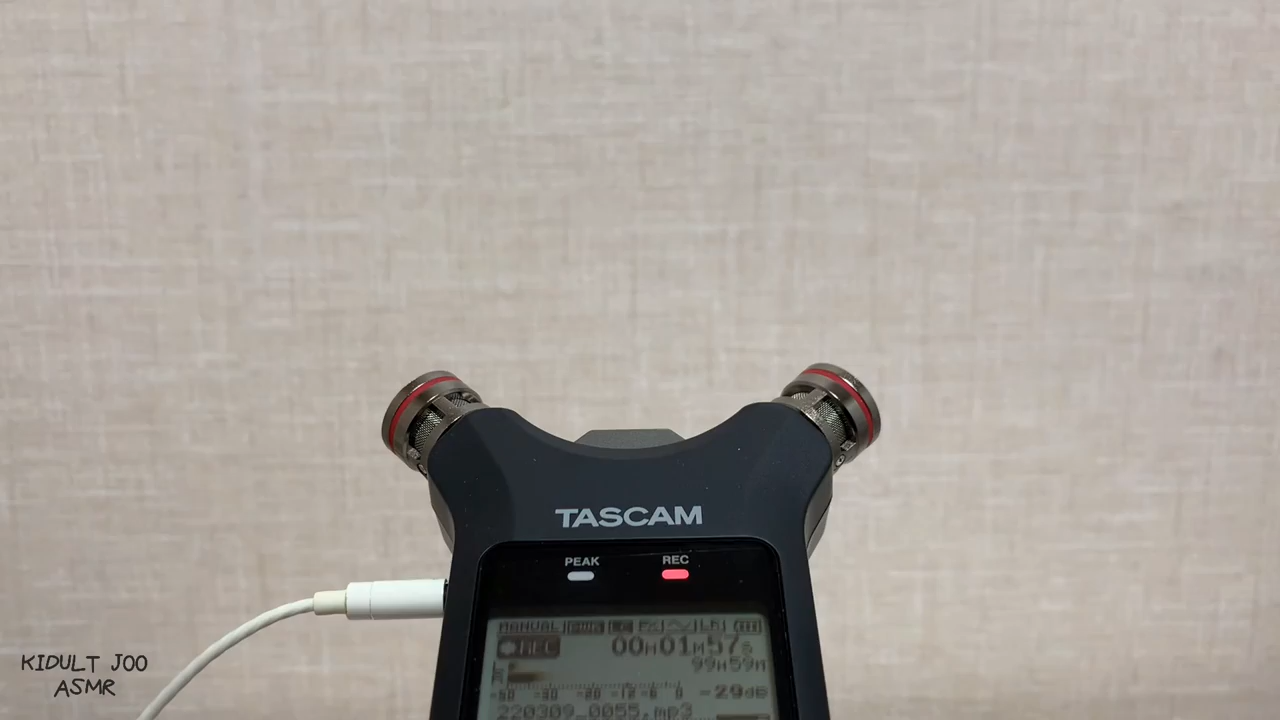 TASCAM
PEAK REC
MANUAL
REC 00H01M57S
99H59M
-29dB
220309_0055.mp3
KIDULT JOO
ASMR